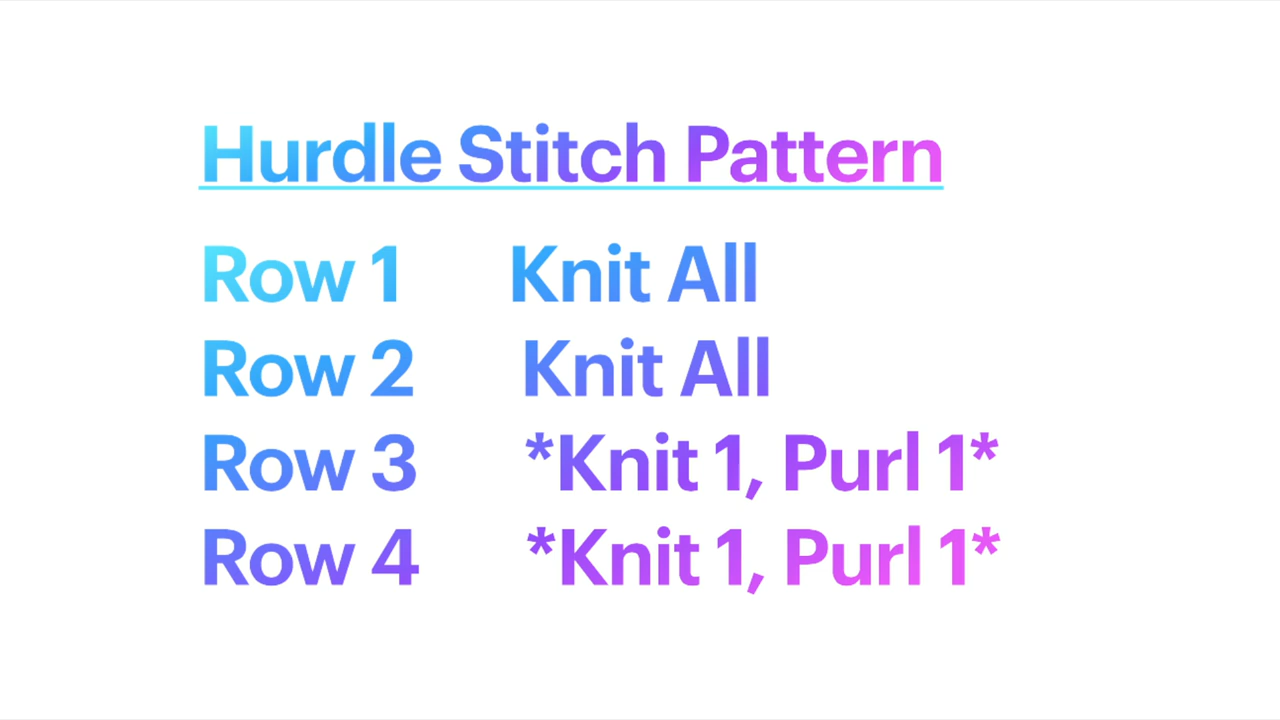 Hurdle Stitch Pattern
Row 1 Knit All
Row 2 Knit All
Row 3 *Knit 1, Purl 1*
Row 4 *Knit 1, Purl 1*